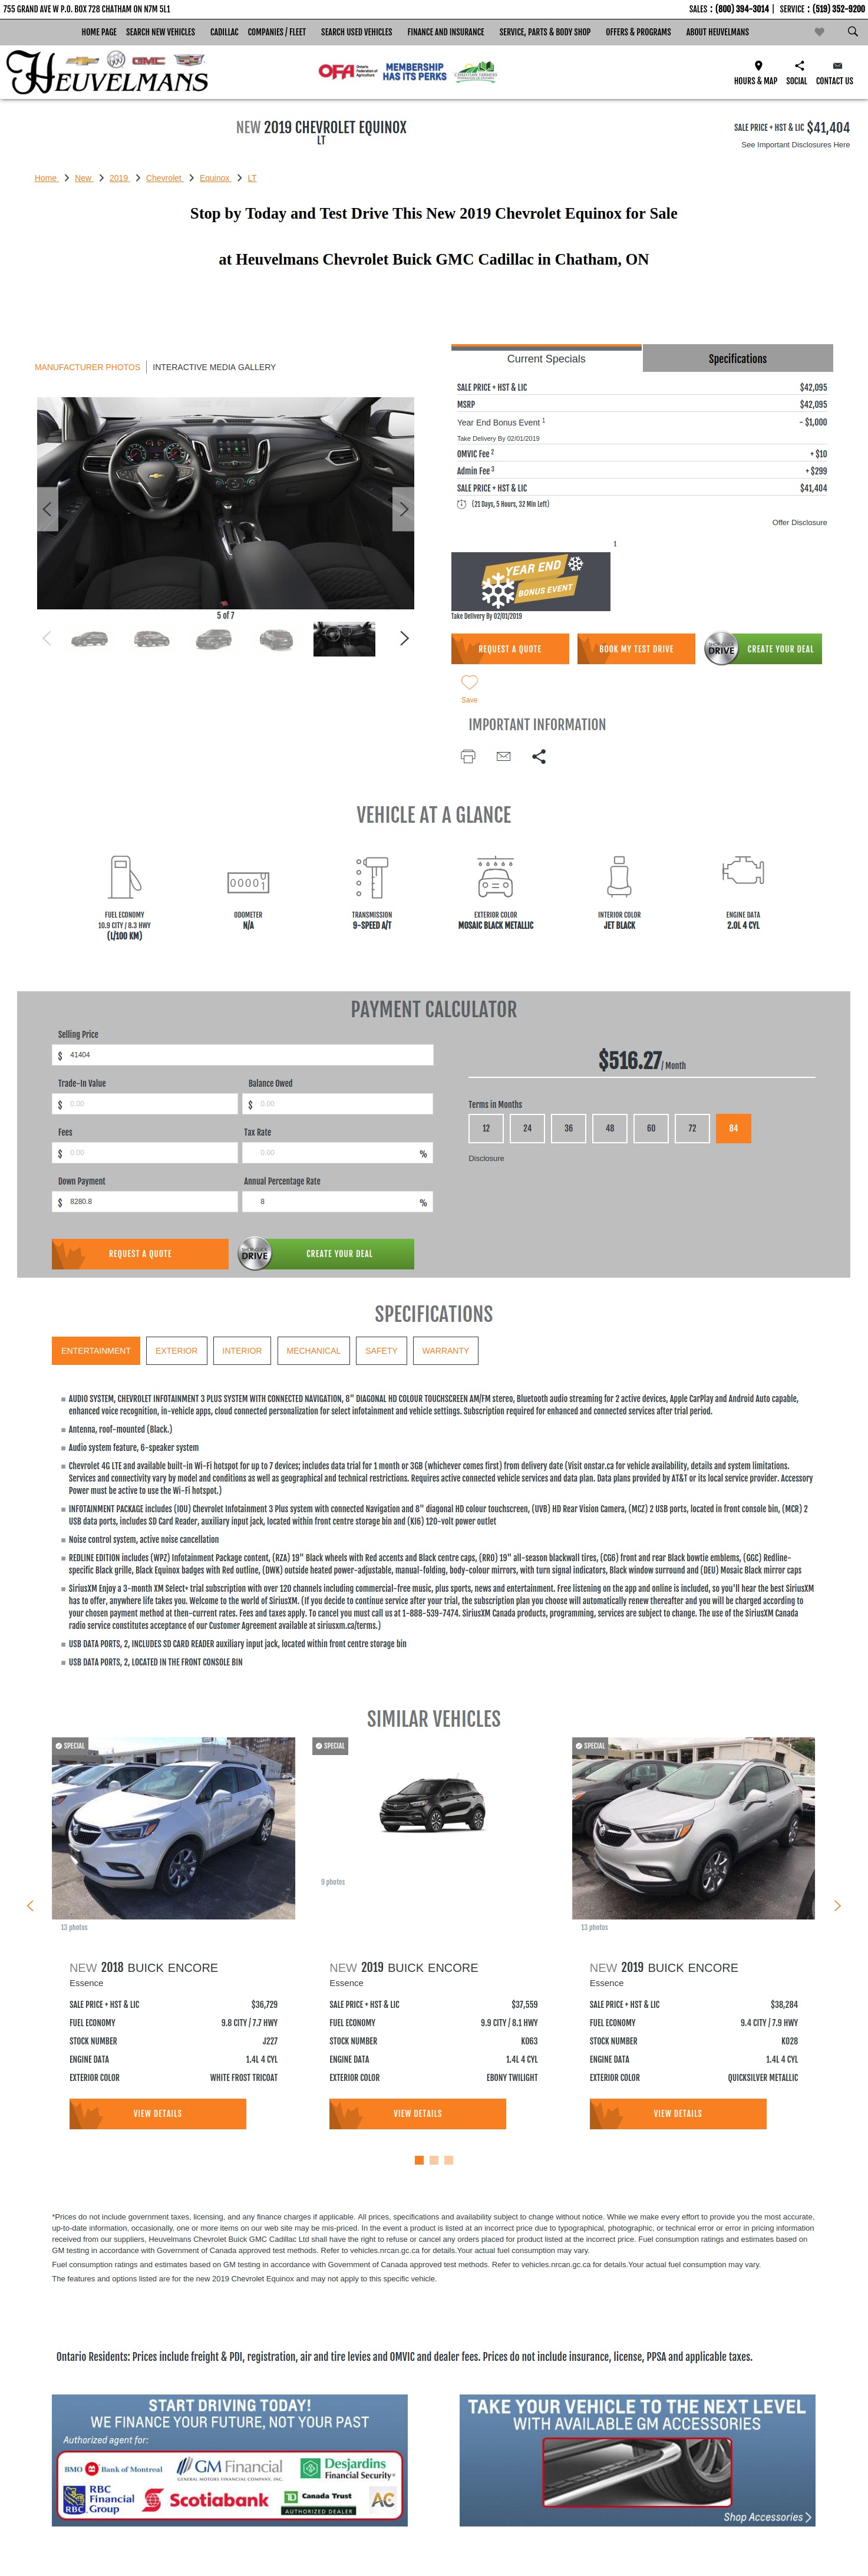 755 GRAND AVE W P.O. BOX 728 CHATHAM ON N7M 5L1
SALES : (800) 394-3014 | SERVICE : (519) 352-9200
HOME PAGE SEARCH NEW VEHICLES CADILLAC COMPANIES / FLEET SEARCH USED VEHICLES FINANCE AND INSURANCE SERVICE, PARTS & BODY SHOP OFFERS & PROGRAMS ABOUT HEUVELMANS
HEUVELMANS
GMC
OFA Ontario Federation of Agriculture
MEMBERSHIP HAS ITS PERKS
HOURS & MAP SOCIAL CONTACT US
NEW 2019 CHEVROLET EQUINOX
LT
SALE PRICE + HST & LIC $41,404
See Important Disclosures Here
Home > New > 2019 > Chevrolet > Equinox > LT
Stop by Today and Test Drive This New 2019 Chevrolet Equinox for Sale
at Heuvelmans Chevrolet Buick GMC Cadillac in Chatham, ON
MANUFACTURER PHOTOS | INTERACTIVE MEDIA GALLERY
5 of 7
Current Specials
Specifications
SALE PRICE + HST & LIC $42,095
MSRP $42,095
Year End Bonus Event 1 - $1,000
Take Delivery By 02/01/2019
OMVIC Fee 2 + $10
Admin Fee 3 + $299
SALE PRICE + HST & LIC $41,404
(21 Days, 5 Hours, 32 Min Left)
Offer Disclosure
1
YEAR END
BONUS EVENT
Take Delivery By 02/01/2019
REQUEST A QUOTE
BOOK MY TEST DRIVE
SHOP·CLICK DRIVE CREATE YOUR DEAL
Save
IMPORTANT INFORMATION
VEHICLE AT A GLANCE
FUEL ECONOMY
10.9 CITY / 8.3 HWY
(L/100 KM)
ODOMETER
N/A
TRANSMISSION
9-SPEED A/T
EXTERIOR COLOR
MOSAIC BLACK METALLIC
INTERIOR COLOR
JET BLACK
ENGINE DATA
2.0L 4 CYL
PAYMENT CALCULATOR
Selling Price
$ 41404
Trade-In Value Balance Owed
$ 0.00 $ 0.00
Fees Tax Rate
$ 0.00 0.00 %
Down Payment Annual Percentage Rate
$ 8280.8 8 %
REQUEST A QUOTE
SHOP·CLICK DRIVE CREATE YOUR DEAL
$516.27 / Month
Terms in Months
12 24 36 48 60 72 84
Disclosure
SPECIFICATIONS
ENTERTAINMENT EXTERIOR INTERIOR MECHANICAL SAFETY WARRANTY
AUDIO SYSTEM, CHEVROLET INFOTAINMENT 3 PLUS SYSTEM WITH CONNECTED NAVIGATION, 8" DIAGONAL HD COLOUR TOUCHSCREEN AM/FM stereo, Bluetooth audio streaming for 2 active devices, Apple CarPlay and Android Auto capable,
enhanced voice recognition, in-vehicle apps, cloud connected personalization for select infotainment and vehicle settings. Subscription required for enhanced and connected services after trial period.
Antenna, roof-mounted (Black.)
Audio system feature, 6-speaker system
Chevrolet 4G LTE and available built-in Wi-Fi hotspot for up to 7 devices; includes data trial for 1 month or 3GB (whichever comes first) from delivery date (Visit onstar.ca for vehicle availability, details and system limitations.
Services and connectivity vary by model and conditions as well as geographical and technical restrictions. Requires active connected vehicle services and data plan. Data plans provided by AT&T or its local service provider. Accessory
Power must be active to use the Wi-Fi hotspot.)
INFOTAINMENT PACKAGE includes (IOU) Chevrolet Infotainment 3 Plus system with connected Navigation and 8" diagonal HD colour touchscreen, (UVB) HD Rear Vision Camera, (MCZ) 2 USB ports, located in front console bin, (MCR) 2
USB data ports, includes SD Card Reader, auxiliary input jack, located within front centre storage bin and (KI6) 120-volt power outlet
Noise control system, active noise cancellation
REDLINE EDITION includes (WPZ) Infotainment Package content, (RZA) 19" Black wheels with Red accents and Black centre caps, (RR0) 19" all-season blackwall tires, (CG6) front and rear Black bowtie emblems, (GGC) Redline-
specific Black grille, Black Equinox badges with Red outline, (DWK) outside heated power-adjustable, manual-folding, body-colour mirrors, with turn signal indicators, Black window surround and (DEU) Mosaic Black mirror caps
SiriusXM Enjoy a 3-month XM Select+ trial subscription with over 120 channels including commercial-free music, plus sports, news and entertainment. Free listening on the app and online is included, so you'll hear the best SiriusXM
has to offer, anywhere life takes you. Welcome to the world of SiriusXM. (If you decide to continue service after your trial, the subscription plan you choose will automatically renew thereafter and you will be charged according to
your chosen payment method at then-current rates. Fees and taxes apply. To cancel you must call us at 1-888-539-7474. SiriusXM Canada products, programming, services are subject to change. The use of the SiriusXM Canada
radio service constitutes acceptance of our Customer Agreement available at siriusxm.ca/terms.)
USB DATA PORTS, 2, INCLUDES SD CARD READER auxiliary input jack, located within front centre storage bin
USB DATA PORTS, 2, LOCATED IN THE FRONT CONSOLE BIN
SIMILAR VEHICLES
SPECIAL SPECIAL SPECIAL
9 photos
13 photos 13 photos
NEW 2018 BUICK ENCORE
Essence
SALE PRICE + HST & LIC $36,729
FUEL ECONOMY 9.8 CITY / 7.7 HWY
STOCK NUMBER J227
ENGINE DATA 1.4L 4 CYL
EXTERIOR COLOR WHITE FROST TRICOAT
VIEW DETAILS
NEW 2019 BUICK ENCORE
Essence
SALE PRICE + HST & LIC $37,559
FUEL ECONOMY 9.9 CITY / 8.1 HWY
STOCK NUMBER K063
ENGINE DATA 1.4L 4 CYL
EXTERIOR COLOR EBONY TWILIGHT
VIEW DETAILS
NEW 2019 BUICK ENCORE
Essence
SALE PRICE + HST & LIC $38,284
FUEL ECONOMY 9.4 CITY / 7.9 HWY
STOCK NUMBER K028
ENGINE DATA 1.4L 4 CYL
EXTERIOR COLOR QUICKSILVER METALLIC
VIEW DETAILS
*Prices do not include government taxes, licensing, and any finance charges if applicable. All prices, specifications and availability subject to change without notice. While we make every effort to provide you the most accurate,
up-to-date information, occasionally, one or more items on our web site may be mis-priced. In the event a product is listed at an incorrect price due to typographical, photographic, or technical error or error in pricing information
received from our suppliers, Heuvelmans Chevrolet Buick GMC Cadillac Ltd shall have the right to refuse or cancel any orders placed for product listed at the incorrect price. Fuel consumption ratings and estimates based on
GM testing in accordance with Government of Canada approved test methods. Refer to vehicles.nrcan.gc.ca for details.Your actual fuel consumption may vary.
Fuel consumption ratings and estimates based on GM testing in accordance with Government of Canada approved test methods. Refer to vehicles.nrcan.gc.ca for details.Your actual fuel consumption may vary.
The features and options listed are for the new 2019 Chevrolet Equinox and may not apply to this specific vehicle.
Ontario Residents: Prices include freight & PDI, registration, air and tire levies and OMVIC and dealer fees. Prices do not include insurance, license, PPSA and applicable taxes.
START DRIVING TODAY!
WE FINANCE YOUR FUTURE, NOT YOUR PAST
Authorized agent for:
BMO Bank of Montreal
GM Financial
GENERAL MOTORS FINANCIAL COMPANY, INC.
Desjardins
Financial Security
RBC
RBC Financial Group
Scotiabank
TD Canada Trust
AUTHORIZED DEALER
AC
TAKE YOUR VEHICLE TO THE NEXT LEVEL
WITH AVAILABLE GM ACCESSORIES
Shop Accessories >